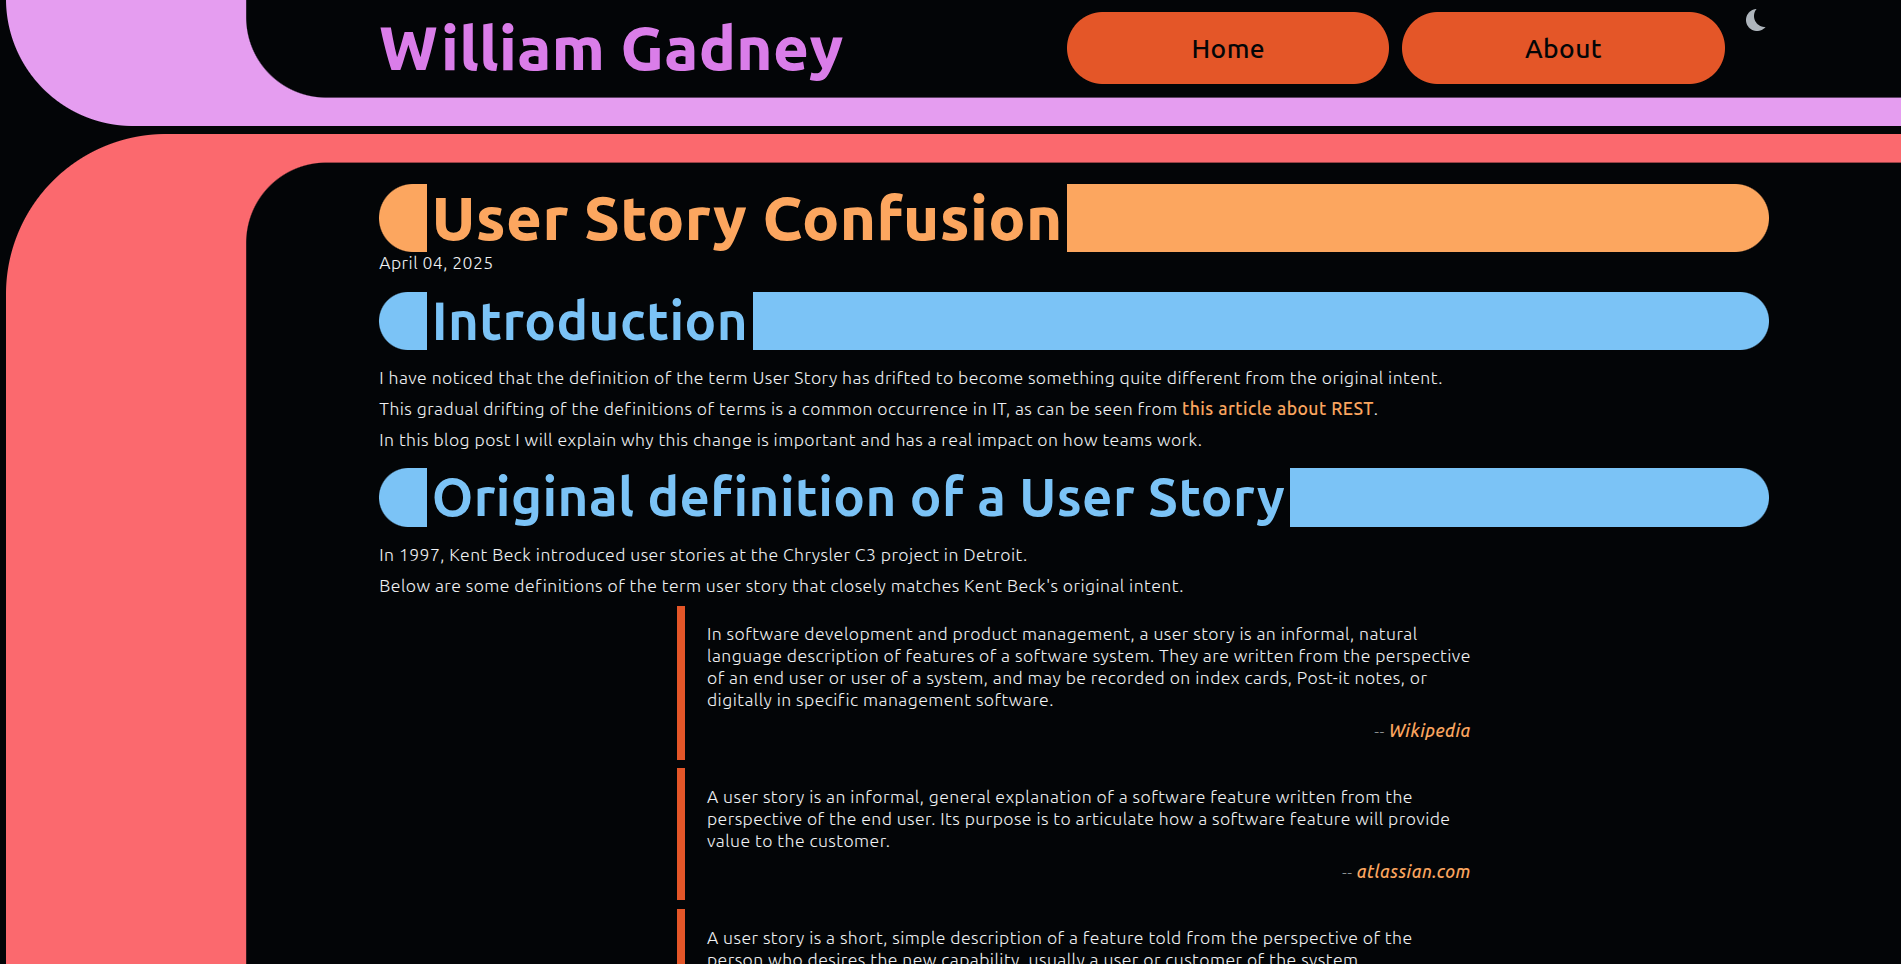 William Gadney
Home
About
User Story Confusion
April 04, 2025
Introduction
I have noticed that the definition of the term User Story has drifted to become something quite different from the original intent.
This gradual drifting of the definitions of terms is a common occurrence in IT, as can be seen from this article about REST.
In this blog post I will explain why this change is important and has a real impact on how teams work.
Original definition of a User Story
In 1997, Kent Beck introduced user stories at the Chrysler C3 project in Detroit.
Below are some definitions of the term user story that closely matches Kent Beck's original intent.
In software development and product management, a user story is an informal, natural
language description of features of a software system. They are written from the perspective
of an end user or user of a system, and may be recorded on index cards, Post-it notes, or
digitally in specific management software.
-- Wikipedia
A user story is an informal, general explanation of a software feature written from the
perspective of the end user. Its purpose is to articulate how a software feature will provide
value to the customer.
-- atlassian.com
A user story is a short, simple description of a feature told from the perspective of the
person who desires the new capability, usually a user or customer of the system.